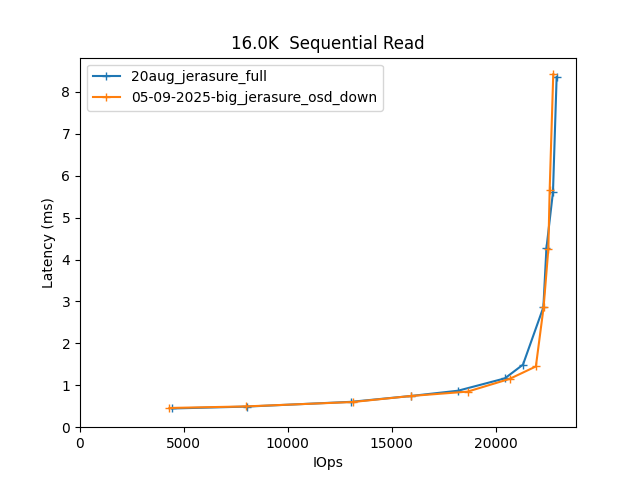 16.0K  Sequential Read
20aug_jerasure_full
05-09-2025-big_jerasure_osd_down
Latency (ms)
8
7
6
5
4
3
2
1
0
0
5000
10000
15000
20000
IOps